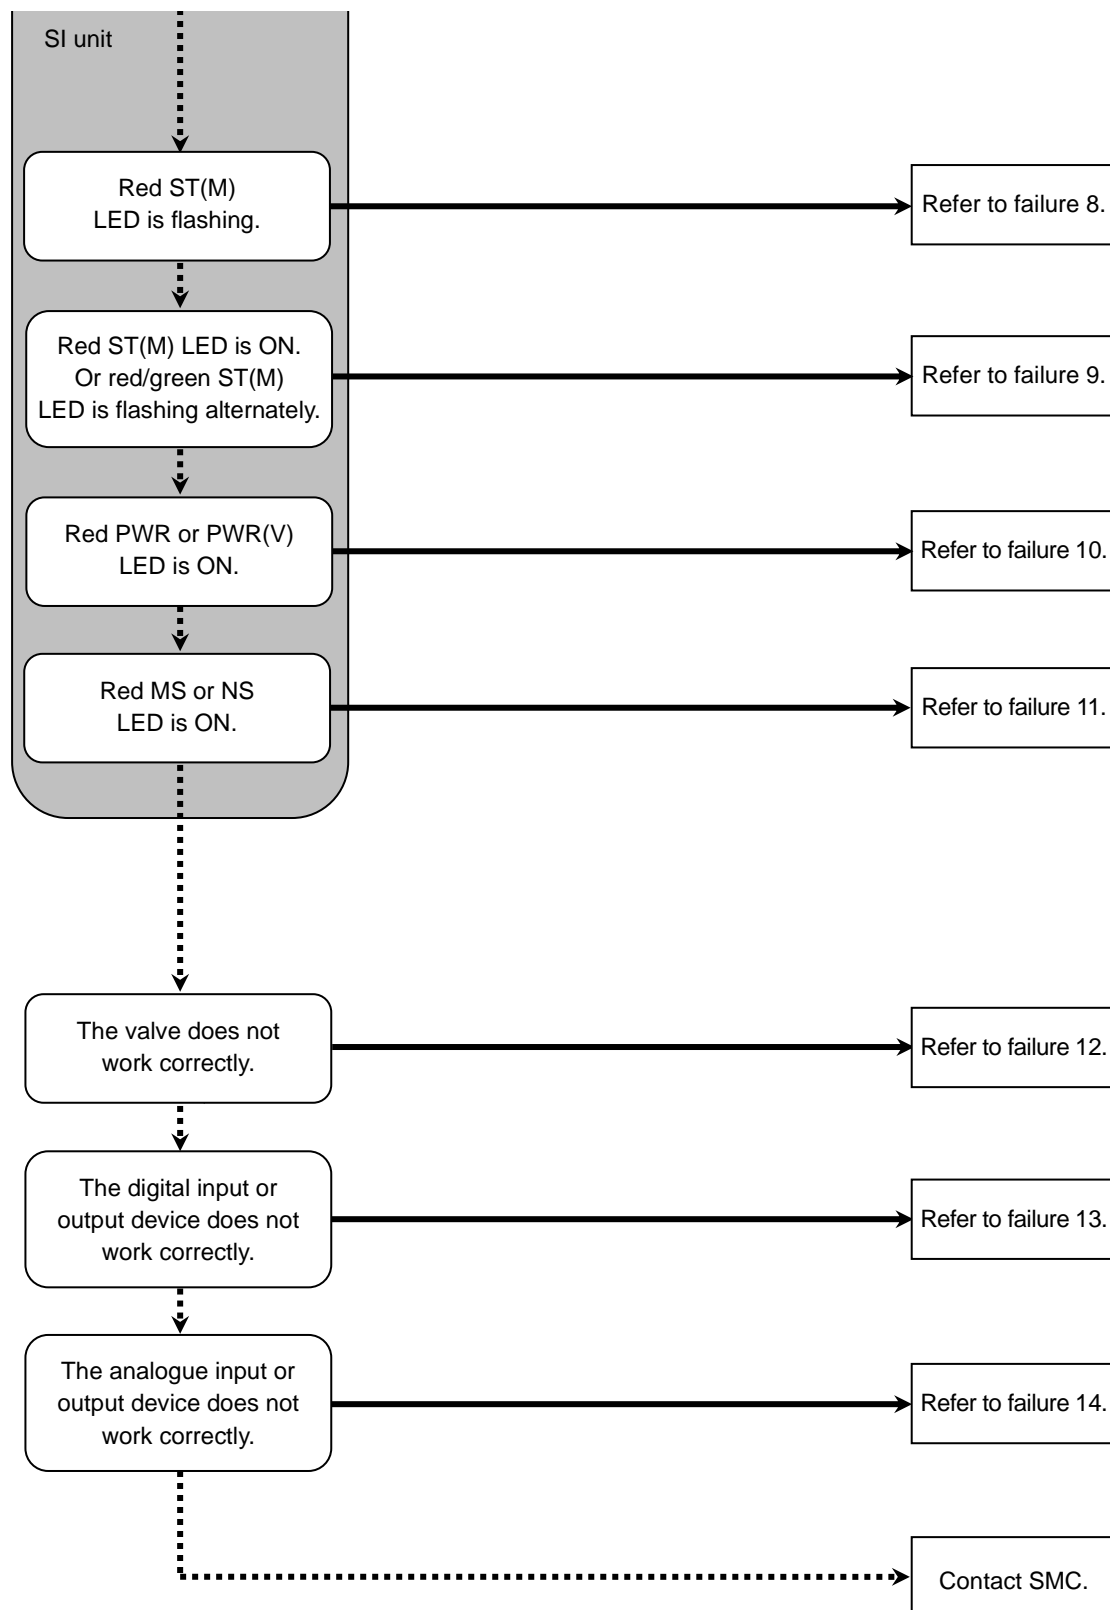 SI unit
Red ST(M)
LED is flashing.
Refer to failure 8.
Red ST(M) LED is ON.
Or red/green ST(M)
LED is flashing alternately.
Refer to failure 9.
Red PWR or PWR(V)
LED is ON.
Refer to failure 10.
Red MS or NS
LED is ON.
Refer to failure 11.
The valve does not
work correctly.
Refer to failure 12.
The digital input or
output device does not
work correctly.
Refer to failure 13.
The analogue input or
output device does not
work correctly.
Refer to failure 14.
Contact SMC.